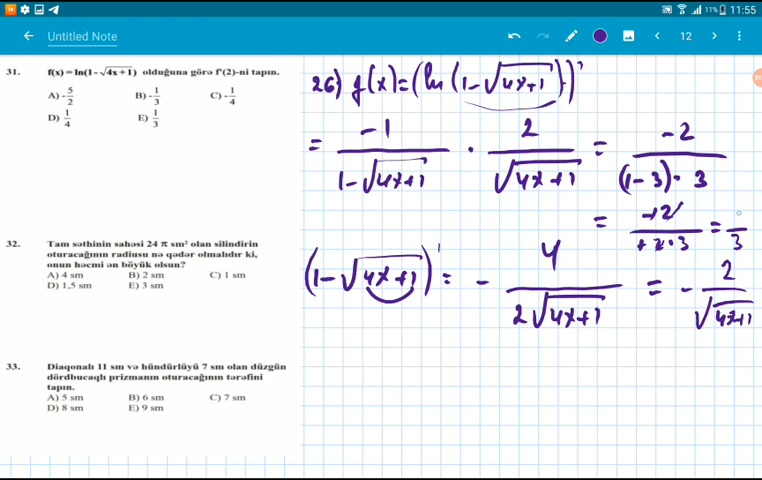 11% 11:55
Untitled Note
12
31. f(x)=ln(1-√(4x+1)) olduğuna görə f'(2)-ni tapın.
A) -5/2 B) -1/3 C) -1/4
D) 1/4 E) 1/3
32. Tam səthinin sahəsi 24 π sm² olan silindirin
oturacağının radiusu nə qədər olmalıdır ki,
onun həcmi ən böyük olsun?
A) 4 sm B) 2 sm C) 1 sm
D) 1,5 sm E) 3 sm
33. Diaqonalı 11 sm və hündürlüyü 7 sm olan düzgün
dördbucaqlı prizmanın oturacağının tərəfini
tapın.
A) 5 sm B) 6 sm C) 7 sm
D) 8 sm E) 9 sm
26) f(x)=(ln(1-√(4x+1)))'
= -1/(1-√(4x+1)) · 2/√(4x+1) = -2/((1-3)·3)
= -2/(+2·3) = /3
(1-√(4x+1))' = - 4/(2√(4x+1)) = - 2/√(4x+1)